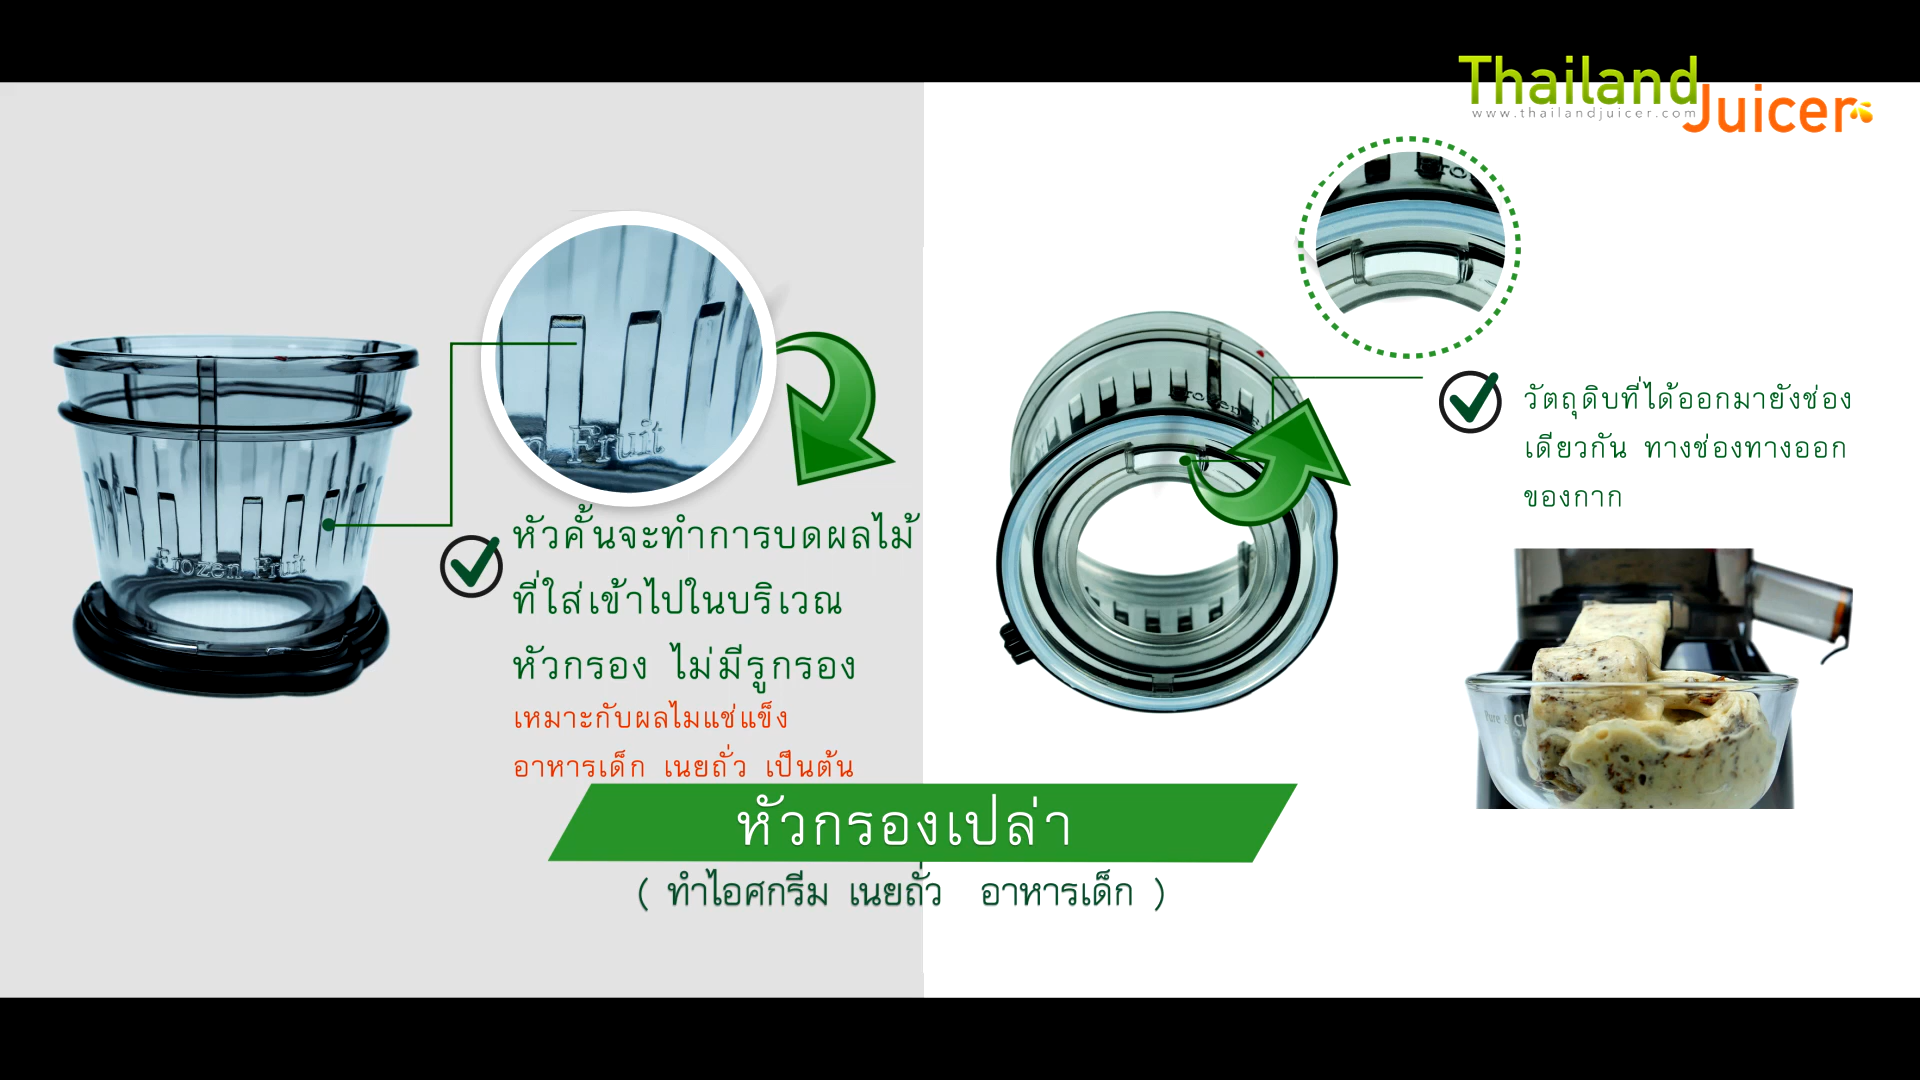 Thailand
Juicer
www.thailandjuicer.com
Frozen Fruit
n Fruit
หัวคั้นจะทำการบดผลไม้
ที่ใส่เข้าไปในบริเวณ
หัวกรอง ไม่มีรูกรอง
เหมาะกับผลไมแช่แข็ง
อาหารเด็ก เนยถั่ว เป็นต้น
วัตถุดิบที่ได้ออกมายังช่อง
เดียวกัน ทางช่องทางออก
ของกาก
หัวกรองเปล่า
( ทำไอศกรีม เนยถั่ว อาหารเด็ก )